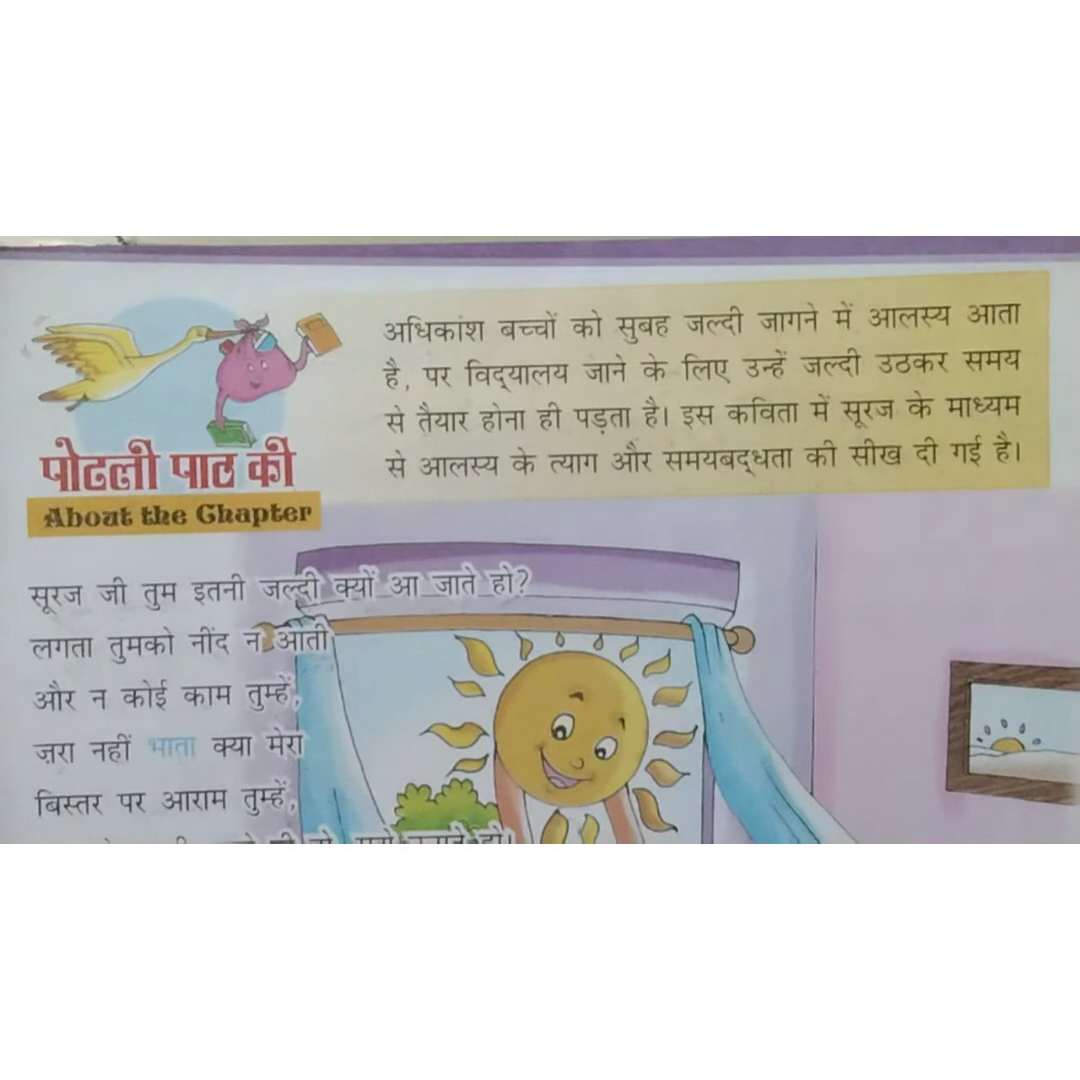 अधिकांश बच्चों को सुबह जल्दी जागने में आलस्य आता
है, पर विद्यालय जाने के लिए उन्हें जल्दी उठकर समय
से तैयार होना ही पड़ता है। इस कविता में सूरज के माध्यम
से आलस्य के त्याग और समयबद्धता की सीख दी गई है।
पोटली पाठ की
About the Chapter
सूरज जी तुम इतनी जल्दी क्यों आ जाते हो?
लगता तुमको नींद न आती
और न कोई काम तुम्हें,
ज़रा नहीं भाता क्या मेरा
बिस्तर पर आराम तुम्हें,